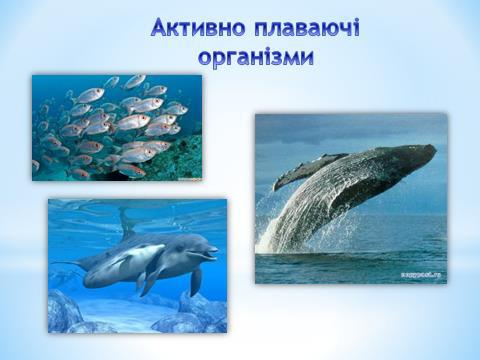 Активно плаваючі
організми